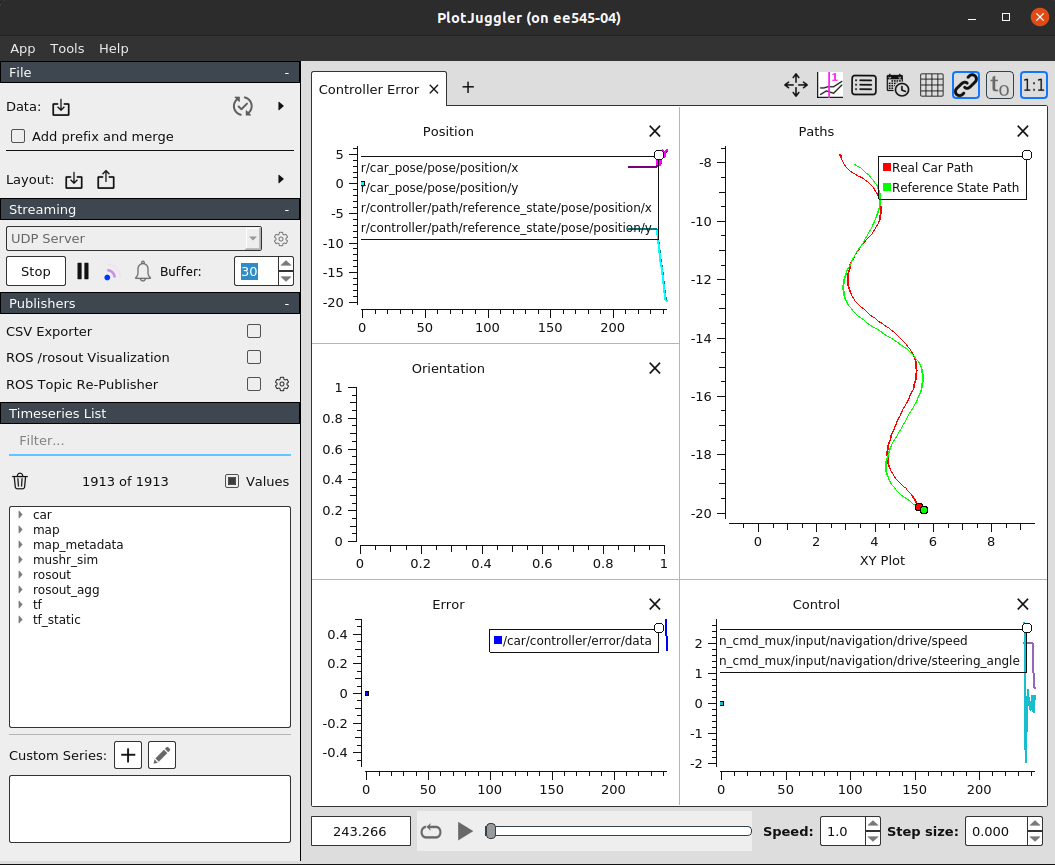 PlotJuggler (on ee545-04)
App Tools Help
File -
Data:
Add prefix and merge
Layout:
Streaming -
UDP Server
Stop Buffer: 30
Publishers -
CSV Exporter
ROS /rosout Visualization
ROS Topic Re-Publisher
Timeseries List
Filter...
1913 of 1913 Values
car
map
map_metadata
mushr_sim
rosout
rosout_agg
tf
tf_static
Custom Series:
Controller Error
1 t0 1:1
Position
5
0
-5
-10
-15
-20
r/car_pose/pose/position/x
r/car_pose/pose/position/y
r/controller/path/reference_state/pose/position/x
r/controller/path/reference_state/pose/position/y
0 50 100 150 200
Orientation
1
0.8
0.6
0.4
0.2
0
0 0.2 0.4 0.6 0.8 1
Error
0.4
0.2
0
-0.2
-0.4
/car/controller/error/data
0 50 100 150 200
Paths
Real Car Path
Reference State Path
-8
-10
-12
-14
-16
-18
-20
0 2 4 6 8
XY Plot
Control
n_cmd_mux/input/navigation/drive/speed
n_cmd_mux/input/navigation/drive/steering_angle
2
1
0
-1
-2
0 50 100 150 200
243.266 Speed: 1.0 Step size: 0.000